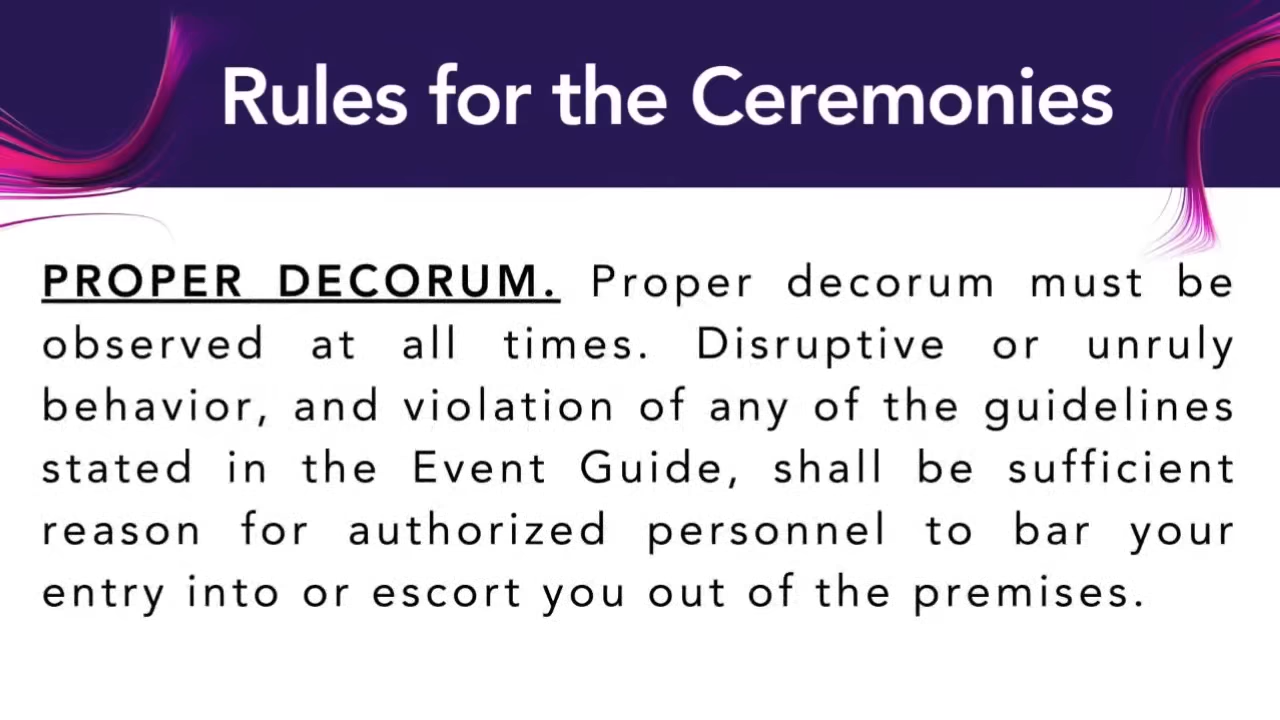 Rules for the Ceremonies
PROPER DECORUM. Proper decorum must be
observed at all times. Disruptive or unruly
behavior, and violation of any of the guidelines
stated in the Event Guide, shall be sufficient
reason for authorized personnel to bar your
entry into or escort you out of the premises.